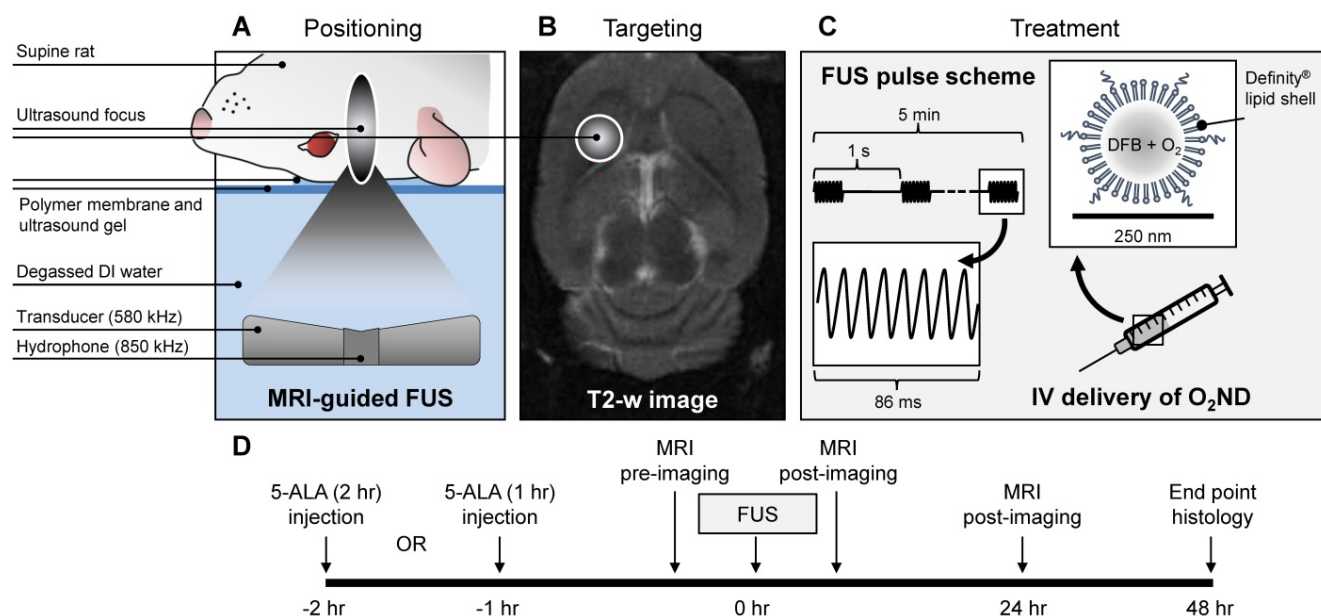 A Positioning
B Targeting
C Treatment
Supine rat
Ultrasound focus
Polymer membrane and
ultrasound gel
Degassed DI water
Transducer (580 kHz)
Hydrophone (850 kHz)
MRI-guided FUS
T2-w image
FUS pulse scheme
5 min
1 s
86 ms
Definity®
lipid shell
DFB + O₂
250 nm
IV delivery of O₂ND
D
5-ALA (2 hr)
injection
OR
5-ALA (1 hr)
injection
MRI
pre-imaging
FUS
MRI
post-imaging
MRI
post-imaging
End point
histology
-2 hr
-1 hr
0 hr
24 hr
48 hr